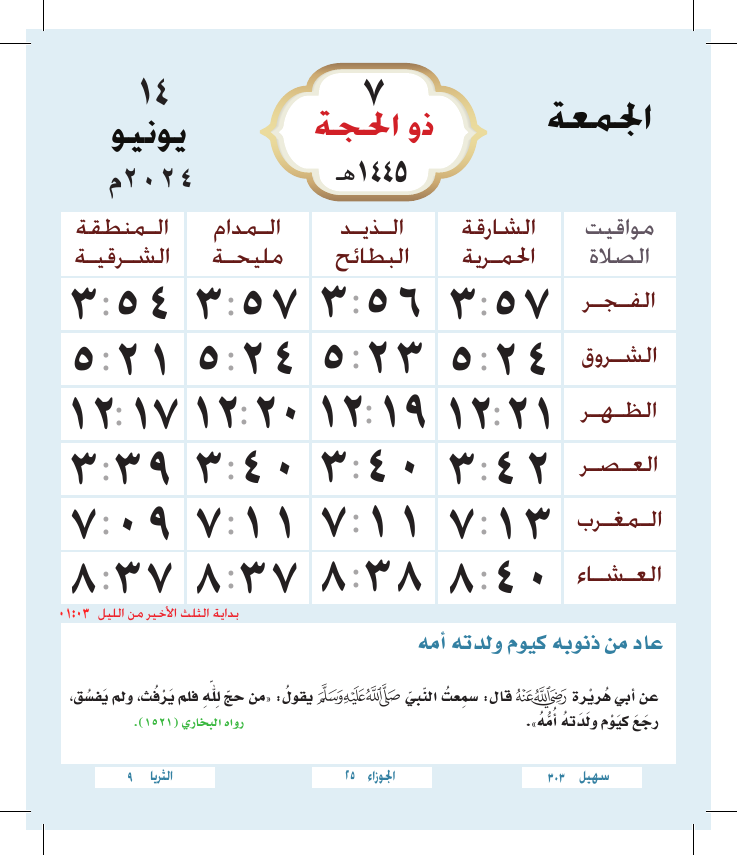 الجمعة
٧
ذو الحجة
١٤٤٥هـ
١٤
يونيو
٢٠٢٤م
مواقيت الصلاة | الشارقة الحمرية | الذيد البطائح | المدام مليحة | المنطقة الشرقية
الفجر ٣:٥٧ ٣:٥٦ ٣:٥٧ ٣:٥٤
الشروق ٥:٢٤ ٥:٢٣ ٥:٢٤ ٥:٢١
الظهر ١٢:٢١ ١٢:١٩ ١٢:٢٠ ١٢:١٧
العصر ٣:٤٢ ٣:٤٠ ٣:٤٠ ٣:٣٩
المغرب ٧:١٣ ٧:١١ ٧:١١ ٧:٠٩
العشاء ٨:٤٠ ٨:٣٨ ٨:٣٧ ٨:٣٧
بداية الثلث الأخير من الليل ٠١:٠٣
عاد من ذنوبه كيوم ولدته أمه
عن أبي هُريْرة رَضِيَ اللَّهُ عَنْهُ قال: سمِعتُ النَّبيَ صَلَّى اللَّهُ عَلَيْهِ وَسَلَّمَ يقولُ: «من حجَ للَّهِ فلم يَرْفُث، ولم يَفسُق،
رجَعَ كيَوْم ولَدَتهُ أُمُّهُ».
رواه البخاري (١٥٢١).
سهيل ٣٠٣
الجوزاء ٢٥
الثريا ٩